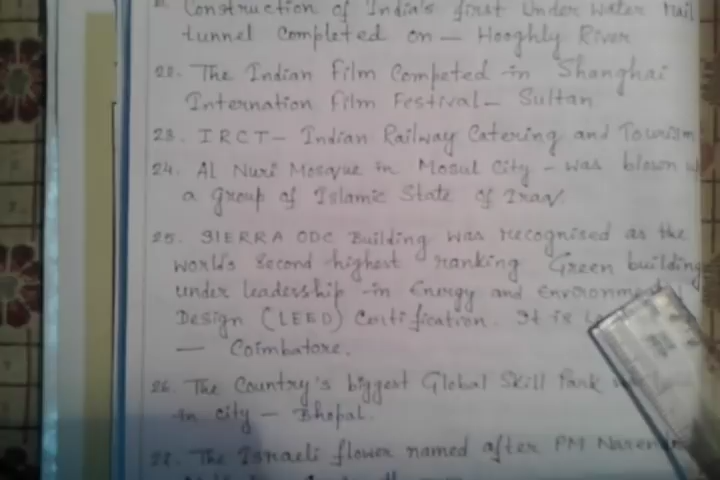 Construction of India's first Under Water rail
tunnel completed on — Hooghly River
22. The Indian Film Competed in Shanghai
Internation Film Festival — Sultan
23. IRCT — Indian Railway Catering and Tourism
24. Al Nuri Mosque in Mosul City — was blown
a group of Islamic State of Iraq.
25. SIERRA ODC Building was recognised as the
world's second highest ranking Green building
under leadership in Energy and Environmental
Design (LEED) Certification. It is
— Coimbatore.
26. The Country's biggest Global Skill Park
in city — Bhopal.
The Israeli flower named after PM